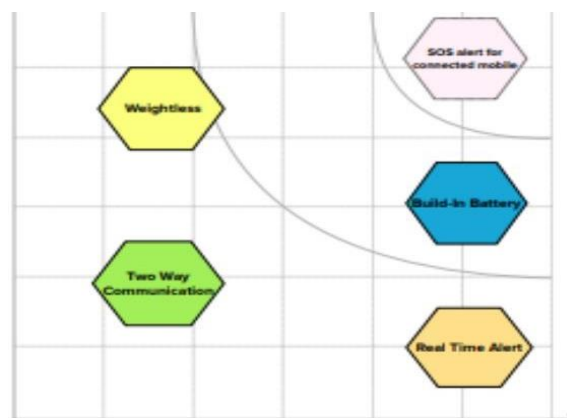 SOS alert for
connected mobile
Weightless
Build-In Battery
Two Way
Communication
Real Time Alert